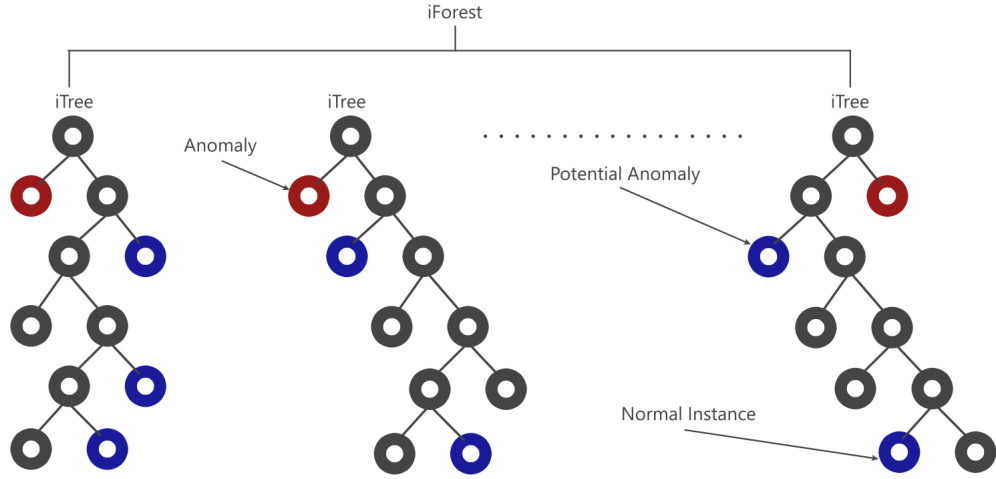 iForest
iTree
iTree
iTree
Anomaly
Potential Anomaly
Normal Instance